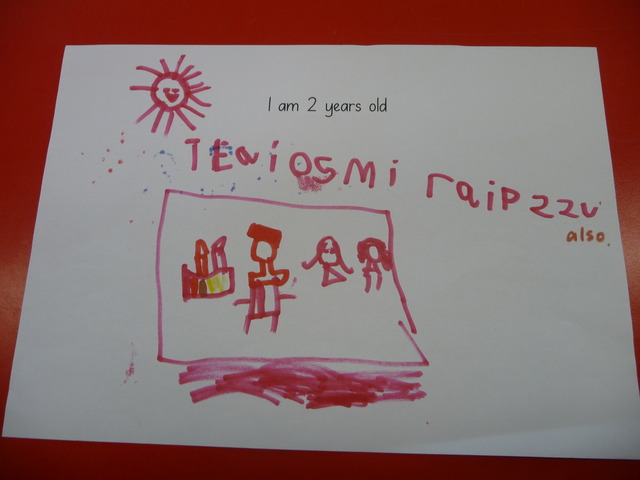 I am 2 years old
TEaiosmi raipzzu
also.